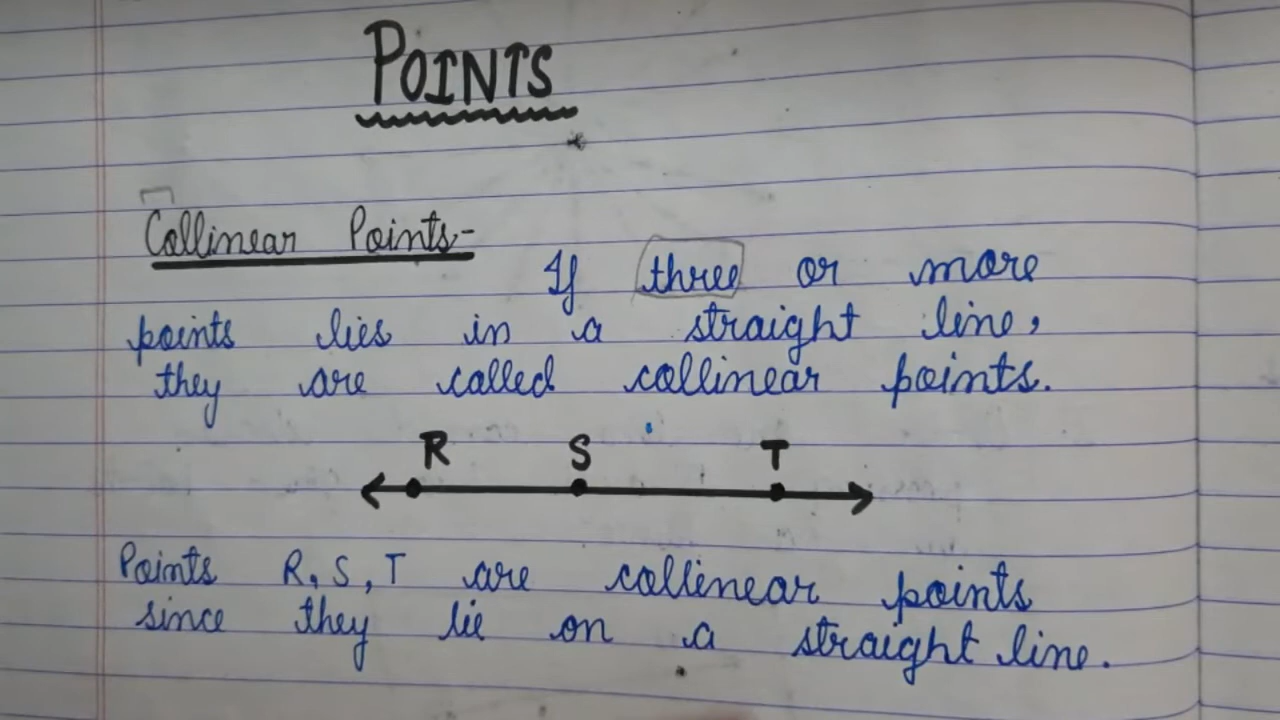 POINTS
Collinear Points-
If three or more
points lies in a straight line,
they are called collinear points.
R S T
Points R, S, T are collinear points
since they lie on a straight line.